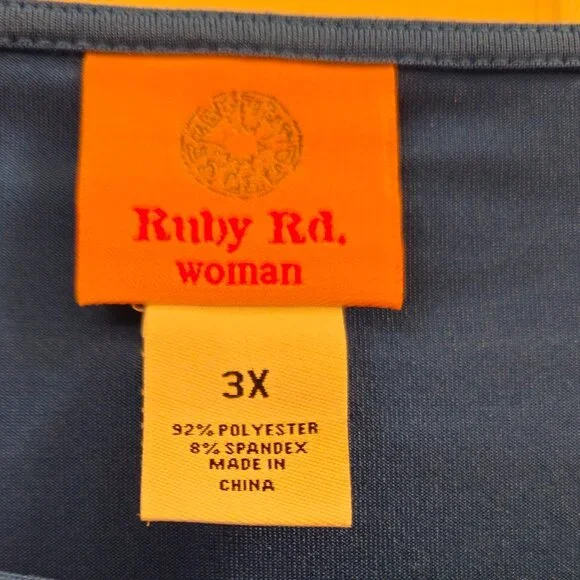 Ruby Rd.
woman
3X
92% POLYESTER
8% SPANDEX
MADE IN
CHINA